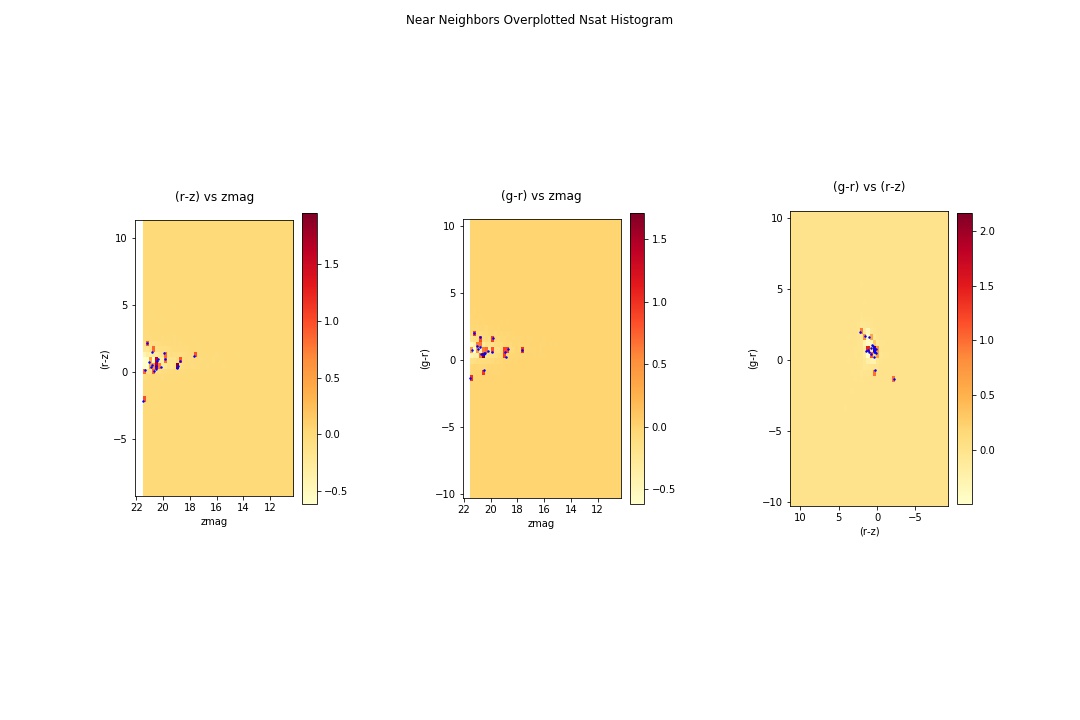 Near Neighbors Overplotted Nsat Histogram
(r-z) vs zmag
10
5
0
−5
(r-z)
22 20 18 16 14 12
zmag
1.5
1.0
0.5
0.0
−0.5
(g-r) vs zmag
10
5
0
−5
−10
(g-r)
22 20 18 16 14 12
zmag
1.5
1.0
0.5
0.0
−0.5
(g-r) vs (r-z)
10
5
0
−5
−10
(g-r)
10 5 0 −5
(r-z)
2.0
1.5
1.0
0.5
0.0